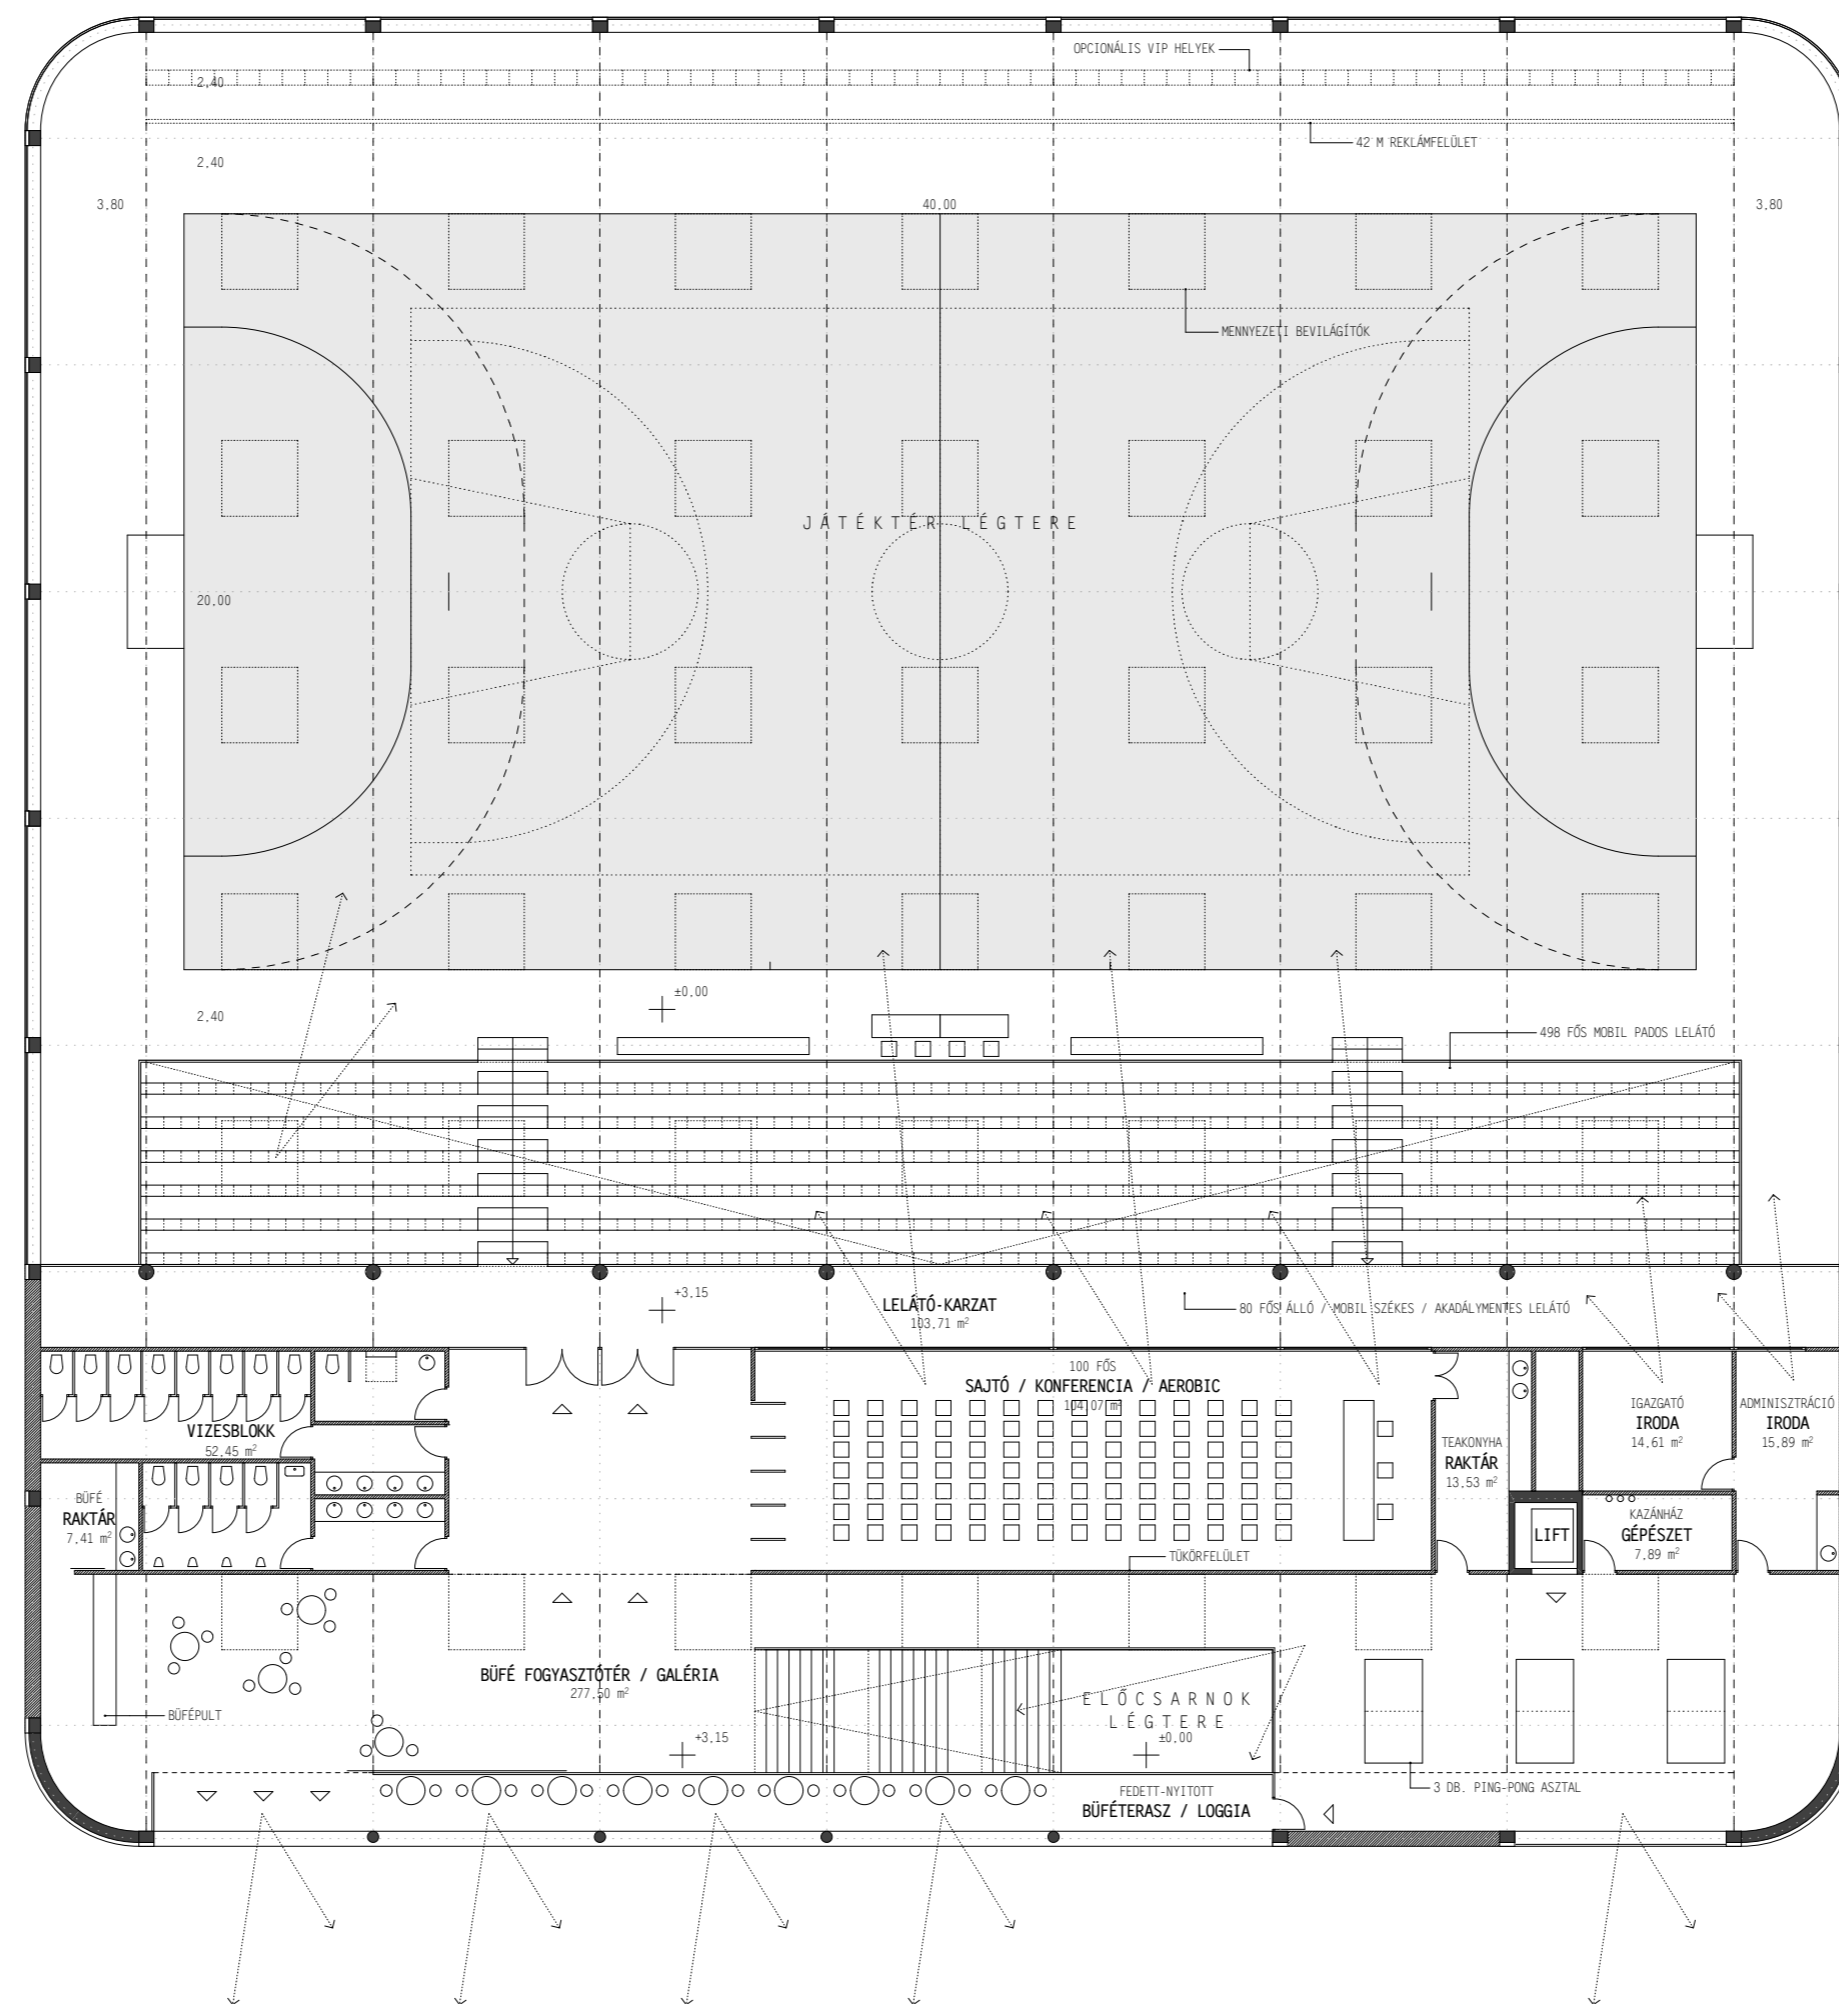 OPCIONÁLIS VIP HELYEK
2,40
42 M REKLÁMFELÜLET
2,40
3,80
40,00
3,80
MENNYEZETI BEVILÁGÍTÓK
JÁTÉKTÉR LÉGTERE
20,00
±0,00
2,40
498 FŐS MOBIL PADOS LELÁTÓ
+3,15
LELÁTÓ-KARZAT
103,71 m²
80 FŐS ÁLLÓ / MOBIL SZÉKES / AKADÁLYMENTES LELÁTÓ
100 FŐS
SAJTÓ / KONFERENCIA / AEROBIC
104,07 m²
VIZESBLOKK
52,45 m²
TEAKONYHA
RAKTÁR
13,53 m²
IGAZGATÓ
IRODA
14,61 m²
ADMINISZTRÁCIÓ
IRODA
15,89 m²
BÜFÉ
RAKTÁR
7,41 m²
LIFT
KAZÁNHÁZ
GÉPÉSZET
7,89 m²
TÜKÖRFELÜLET
BÜFÉ FOGYASZTÓTÉR / GALÉRIA
277,50 m²
ELŐCSARNOK
LÉGTERE
±0,00
BÜFÉPULT
+3,15
3 DB. PING-PONG ASZTAL
FEDETT-NYITOTT
BÜFÉTERASZ / LOGGIA